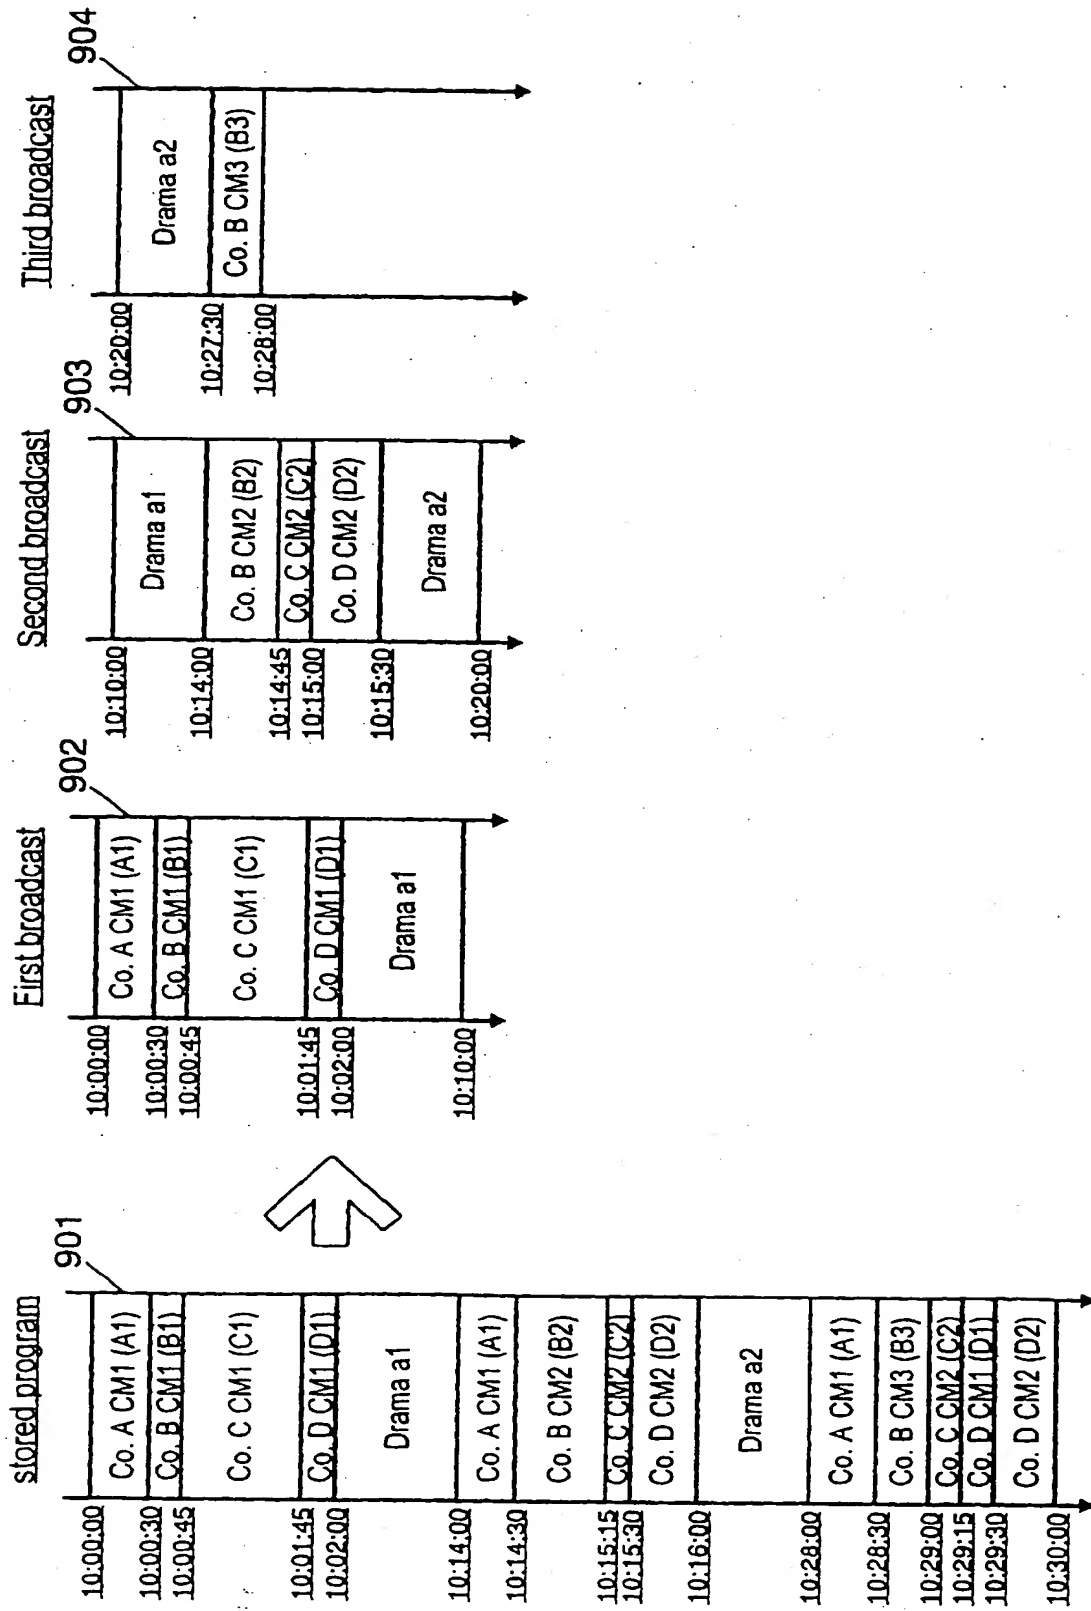 stored program
901
10:00:00
Co. A CM1 (A1)
10:00:30
Co. B CM1 (B1)
10:00:45
Co. C CM1 (C1)
10:01:45
Co. D CM1 (D1)
10:02:00
Drama a1
10:14:00
Co. A CM1 (A1)
10:14:30
Co. B CM2 (B2)
10:15:15
Co. C CM2 (C2)
10:15:30
Co. D CM2 (D2)
10:16:00
Drama a2
10:28:00
Co. A CM1 (A1)
10:28:30
Co. B CM3 (B3)
10:29:00
Co. C CM2 (C2)
10:29:15
Co. D CM1 (D1)
10:29:30
Co. D CM2 (D2)
10:30:00
First broadcast
902
10:00:00
Co. A CM1 (A1)
10:00:30
Co. B CM1 (B1)
10:00:45
Co. C CM1 (C1)
10:01:45
Co. D CM1 (D1)
10:02:00
Drama a1
10:10:00
Second broadcast
903
10:10:00
Drama a1
10:14:00
Co. B CM2 (B2)
10:14:45
Co. C CM2 (C2)
10:15:00
Co. D CM2 (D2)
10:15:30
Drama a2
10:20:00
Third broadcast
904
10:20:00
Drama a2
10:27:30
Co. B CM3 (B3)
10:28:00